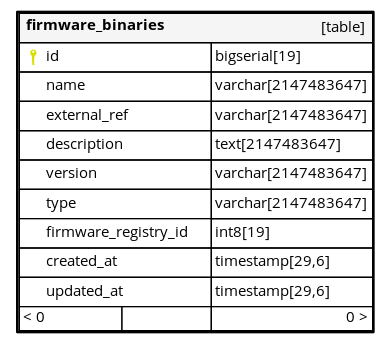 firmware_binaries [table]
id bigserial[19]
name varchar[2147483647]
external_ref varchar[2147483647]
description text[2147483647]
version varchar[2147483647]
type varchar[2147483647]
firmware_registry_id int8[19]
created_at timestamp[29,6]
updated_at timestamp[29,6]
< 0 0 >